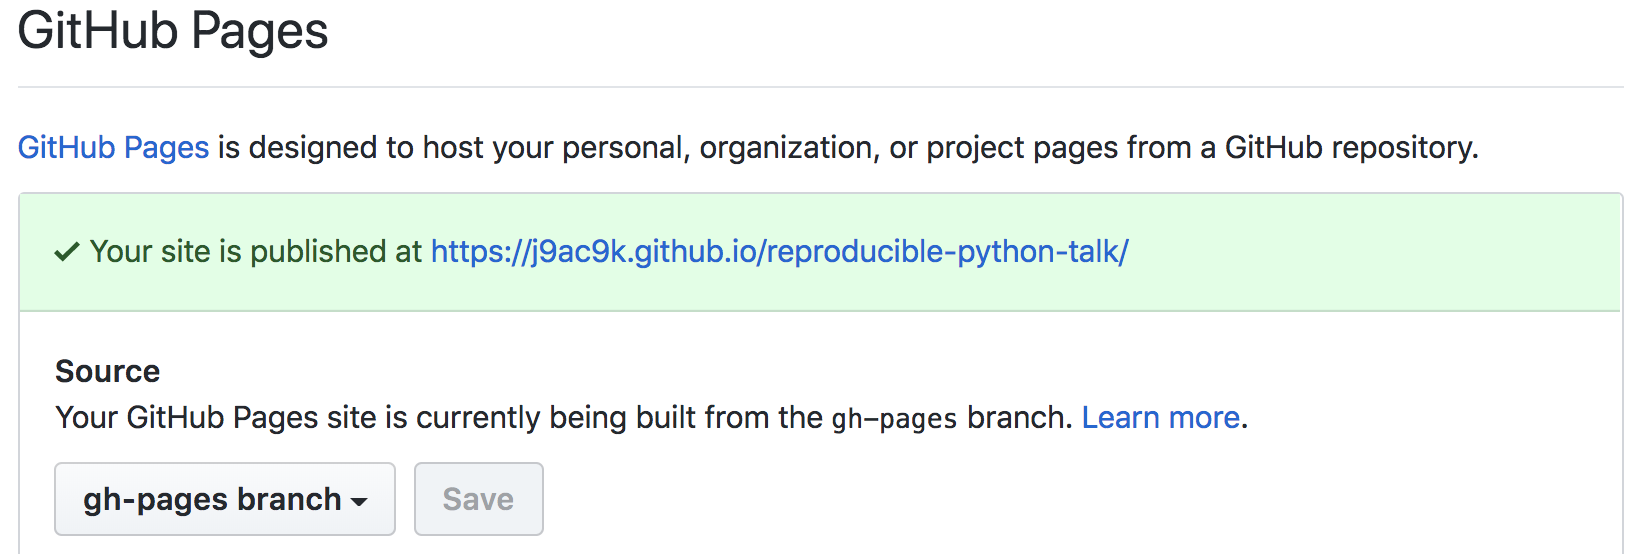 GitHub Pages
GitHub Pages is designed to host your personal, organization, or project pages from a GitHub repository.
Your site is published at https://j9ac9k.github.io/reproducible-python-talk/
Source
Your GitHub Pages site is currently being built from the gh-pages branch. Learn more.
gh-pages branch Save